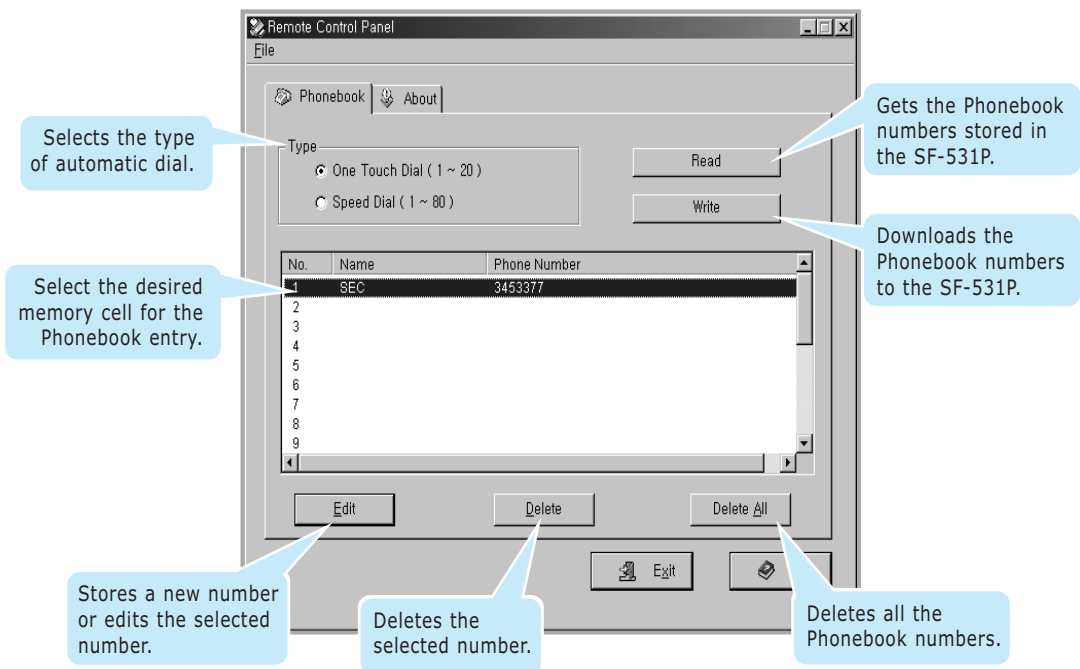 Remote Control Panel
File
Phonebook
About
Selects the type
of automatic dial.
Type
One Touch Dial ( 1 ~ 20 )
Speed Dial ( 1 ~ 80 )
Read
Write
Gets the Phonebook
numbers stored in
the SF-531P.
Downloads the
Phonebook numbers
to the SF-531P.
No. Name Phone Number
1 SEC 3453377
2
3
4
5
6
7
8
9
Select the desired
memory cell for the
Phonebook entry.
Edit
Delete
Delete All
Exit
Stores a new number
or edits the selected
number.
Deletes the
selected number.
Deletes all the
Phonebook numbers.